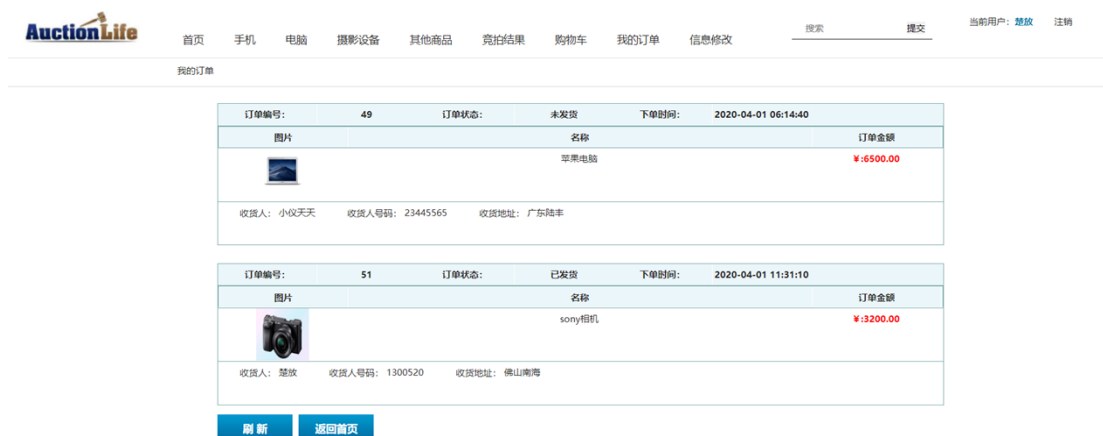 AuctionLife
首页 手机 电脑 摄影设备 其他商品 竞拍结果 购物车 我的订单 信息修改 搜索 提交 当前用户：楚放 注销
我的订单
订单编号： 49 订单状态： 未发货 下单时间： 2020-04-01 06:14:40
图片 名称 订单金额
苹果电脑 ¥:6500.00
收货人： 小仪天天 收货人号码： 23445565 收货地址： 广东陆丰
订单编号： 51 订单状态： 已发货 下单时间： 2020-04-01 11:31:10
图片 名称 订单金额
sony相机 ¥:3200.00
收货人： 楚放 收货人号码： 1300520 收货地址： 佛山南海
刷 新 返回首页